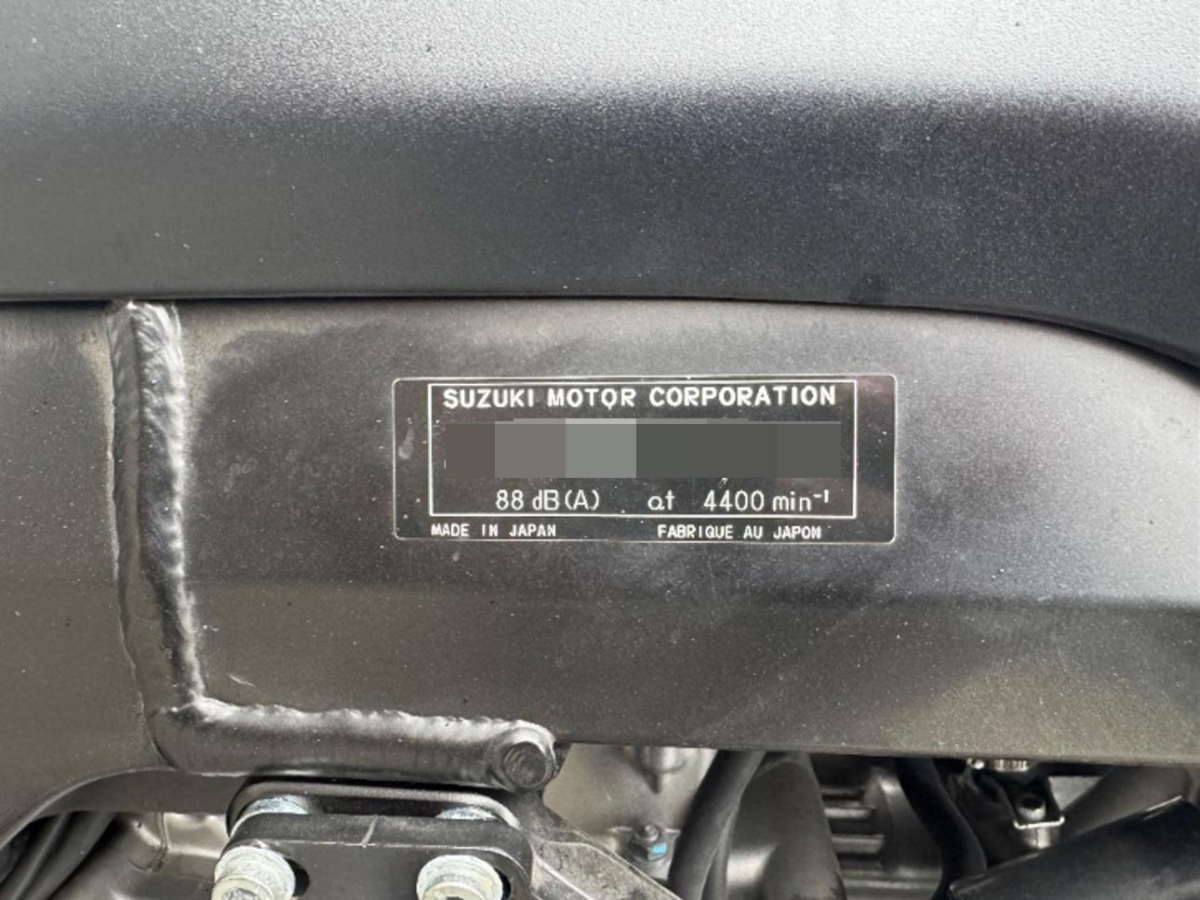 SUZUKI MOTOR CORPORATION
88 dB(A) at 4400 min⁻¹
MADE IN JAPAN FABRIQUE AU JAPON